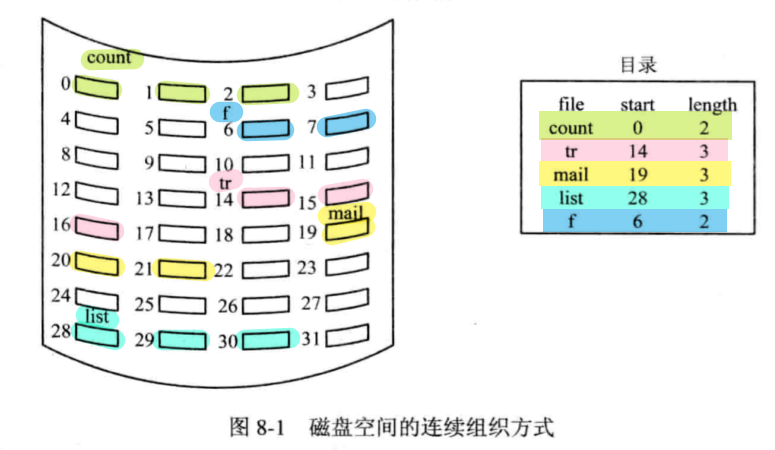 count
0 1 2 3
f
4 5 6 7
8 9 10 11
tr
12 13 14 15
mail
16 17 18 19
20 21 22 23
24 25 26 27
list
28 29 30 31
目录
file start length
count 0 2
tr 14 3
mail 19 3
list 28 3
f 6 2
图 8-1 磁盘空间的连续组织方式